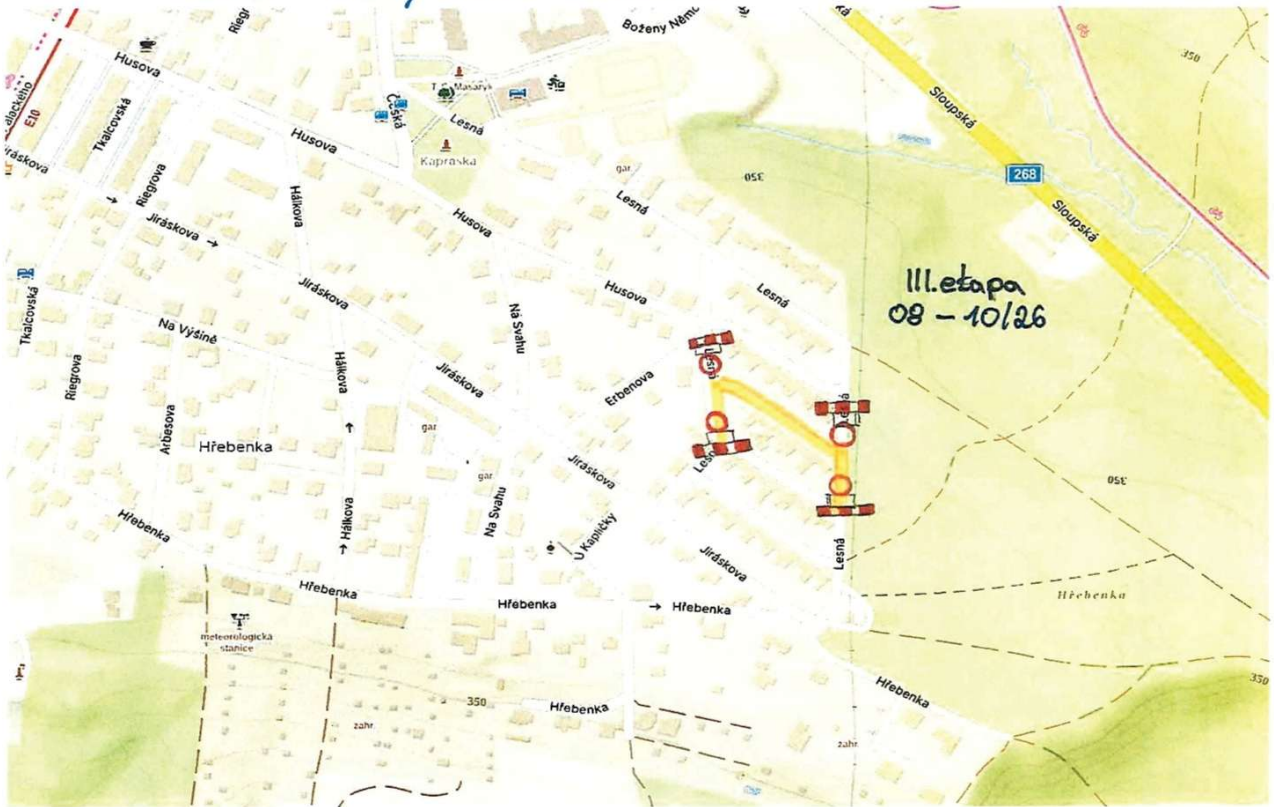 Boženy Němc
Husova
Tkalcovská
E10
Riegrova
Jiráskova
Husova
Česká
T. G. Masaryk
Lesná
Kapraska
Husova
gar.
Lesná
350
Sloupská
268
Sloupská
350
III. etapa
08 - 10/26
Hálkova
Jiráskova
Jiráskova
Husova
Lesná
Tkalcovská
Na Výšině
Na Svahu
Riegrova
Hálkova
Jiráskova
Erbenova
Arbesova
Hřebenka
gar.
gar.
Jiráskova
350
Hřebenka
Hálkova
Na Svahu
U Kapličky
Jiráskova
Lesná
Hřebenka
Hřebenka
Hřebenka
Hřebenka
meteorologická
stanice
350
Hřebenka
Hřebenka
350
zahr.
zahr.